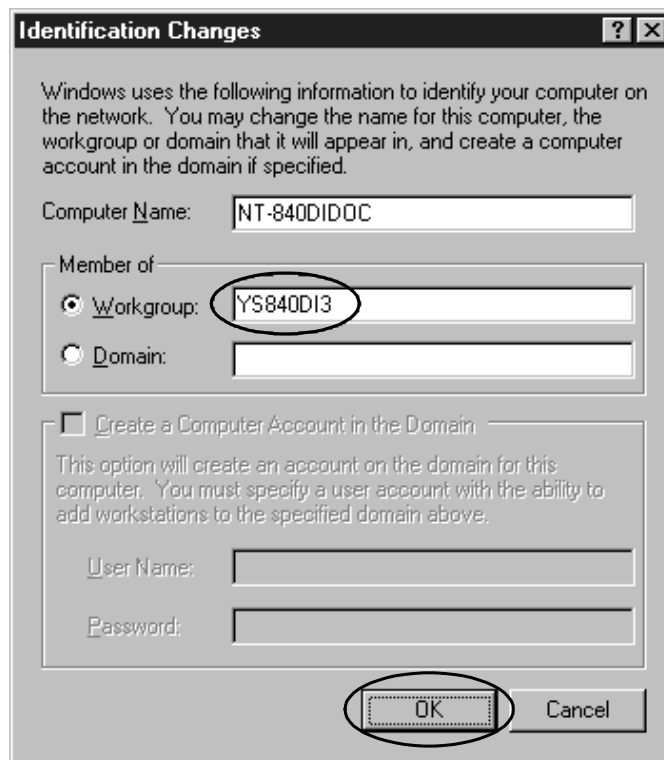 Identification Changes
Windows uses the following information to identify your computer on
the network. You may change the name for this computer, the
workgroup or domain that it will appear in, and create a computer
account in the domain if specified.
Computer Name: NT-840DIDOC
Member of
Workgroup: YS840DI3
Domain:
Create a Computer Account in the Domain
This option will create an account on the domain for this
computer. You must specify a user account with the ability to
add workstations to the specified domain above.
User Name:
Password:
OK Cancel